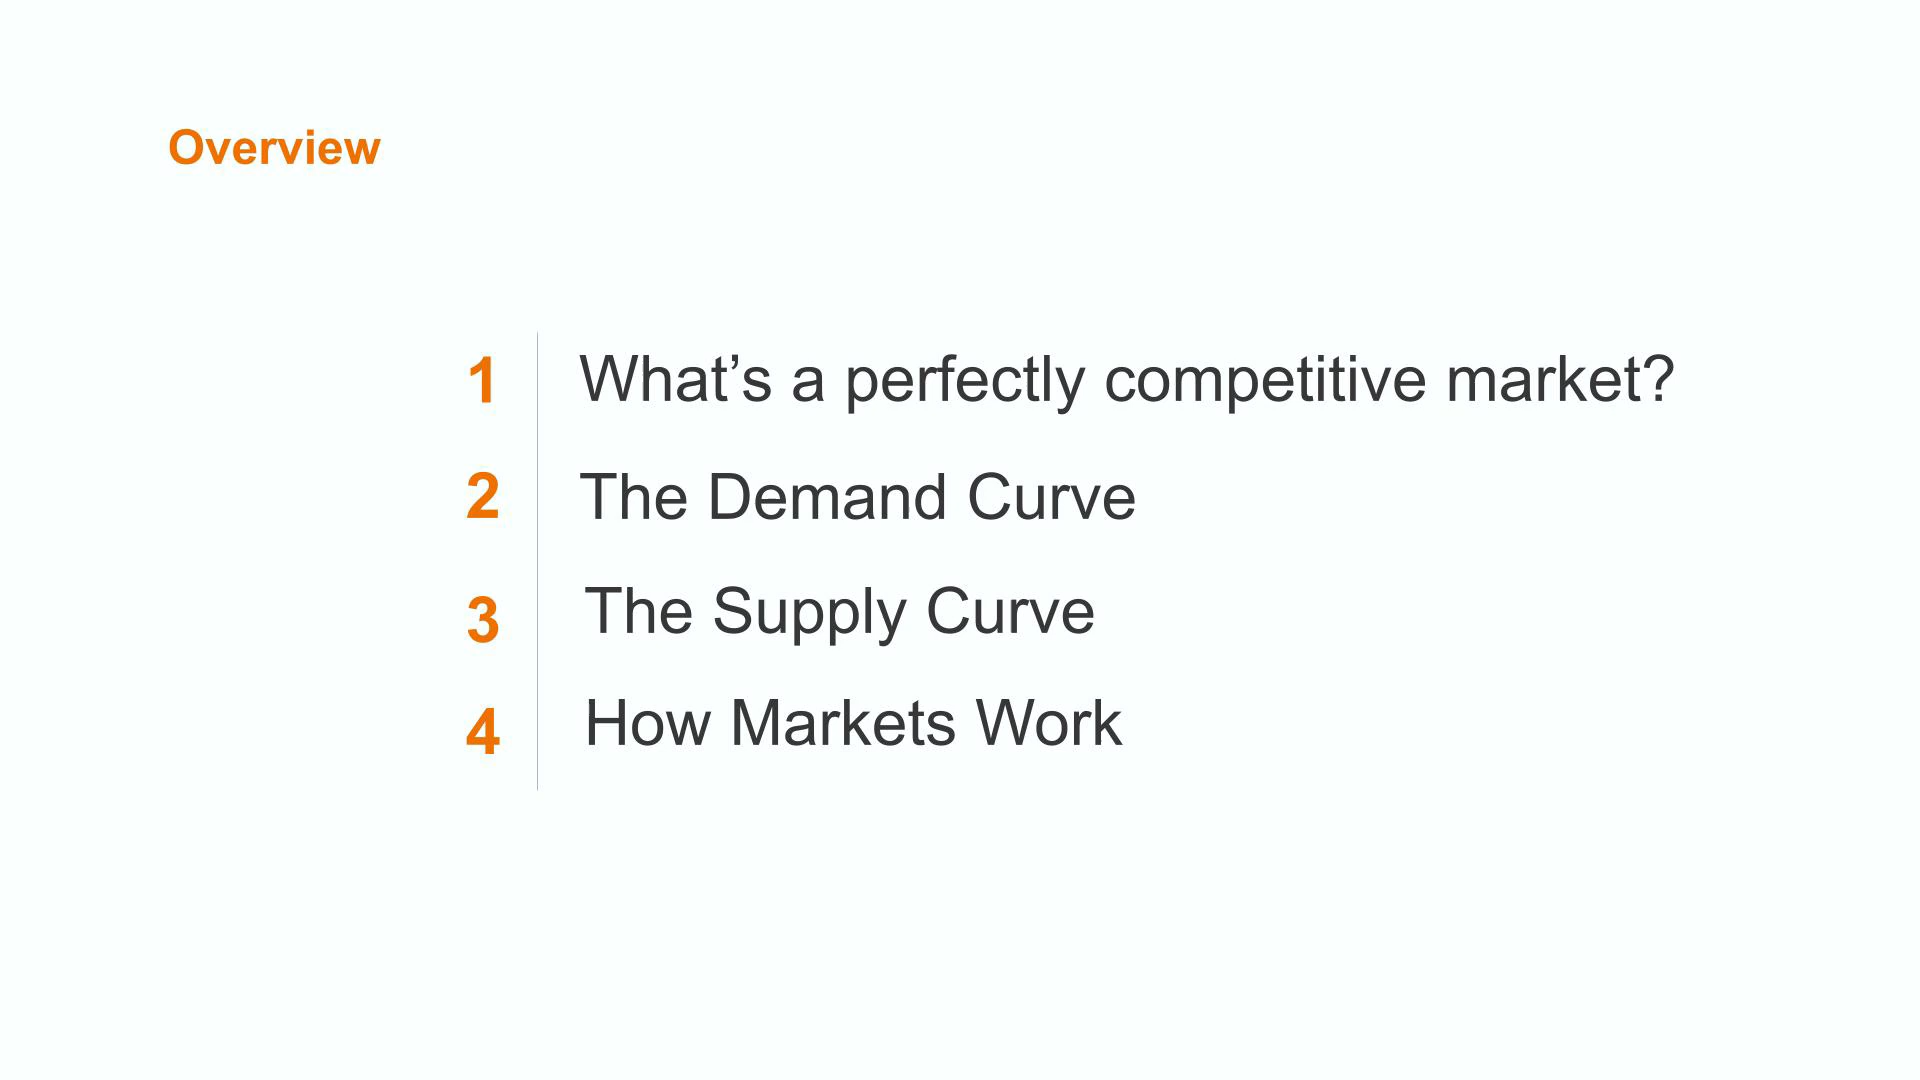 Overview
1 What’s a perfectly competitive market?
2 The Demand Curve
3 The Supply Curve
4 How Markets Work